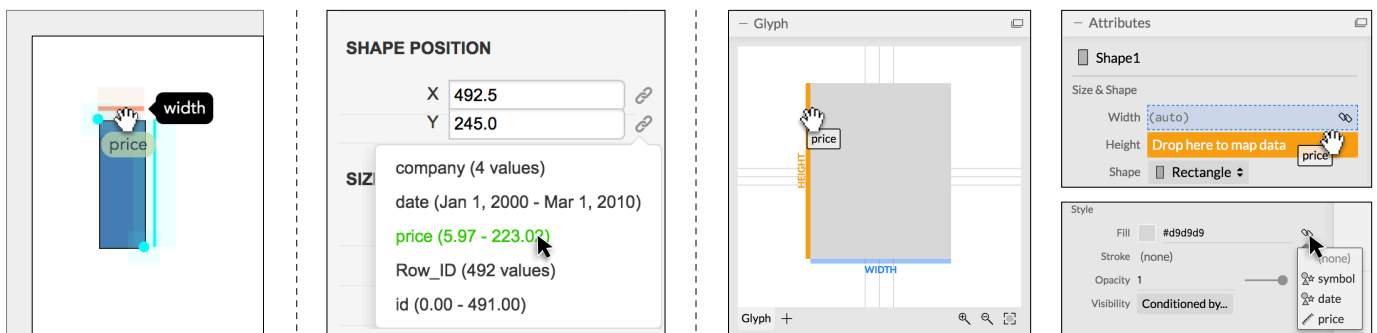 width
price
SHAPE POSITION
X 492.5
Y 245.0
company (4 values)
date (Jan 1, 2000 - Mar 1, 2010)
price (5.97 - 223.02)
Row_ID (492 values)
id (0.00 - 491.00)
Glyph
price
HEIGHT
WIDTH
Glyph +
Attributes
Shape1
Size & Shape
Width (auto)
Height Drop here to map data
price
Shape Rectangle
Style
Fill #d9d9d9
Stroke (none)
Opacity 1
Visibility Conditioned by...
(none)
symbol
date
price